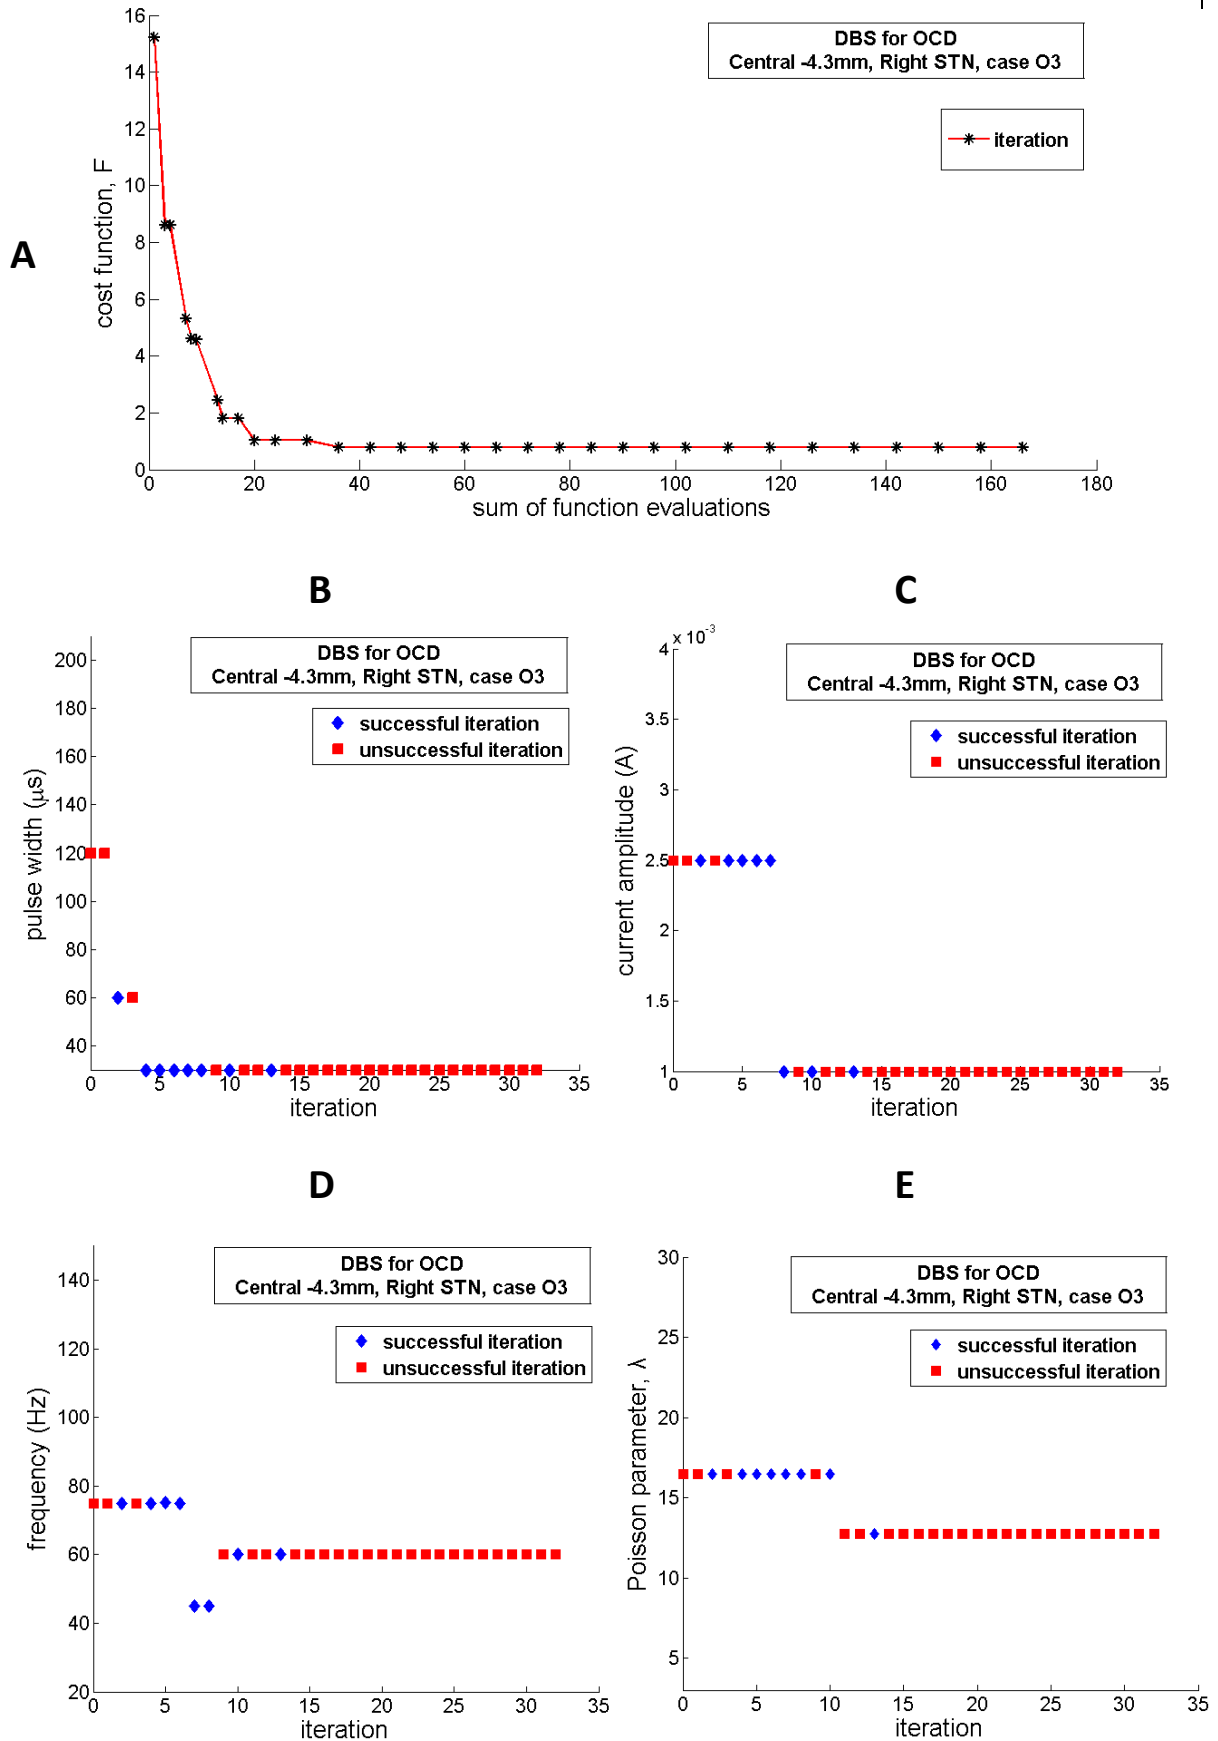 16
14
12
10
8
6
4
2
0
cost function, F
DBS for OCD
Central -4.3mm, Right STN, case O3
iteration
A
0 20 40 60 80 100 120 140 160 180
sum of function evaluations
B
200
180
160
140
120
100
80
60
40
pulse width (μs)
DBS for OCD
Central -4.3mm, Right STN, case O3
successful iteration
unsuccessful iteration
0 5 10 15 20 25 30 35
iteration
C
x 10⁻³
4
3.5
3
2.5
2
1.5
1
current amplitude (A)
DBS for OCD
Central -4.3mm, Right STN, case O3
successful iteration
unsuccessful iteration
0 5 10 15 20 25 30 35
iteration
D
140
120
100
80
60
40
20
frequency (Hz)
DBS for OCD
Central -4.3mm, Right STN, case O3
successful iteration
unsuccessful iteration
0 5 10 15 20 25 30 35
iteration
E
30
25
20
15
10
5
Poisson parameter, λ
DBS for OCD
Central -4.3mm, Right STN, case O3
successful iteration
unsuccessful iteration
0 5 10 15 20 25 30 35
iteration